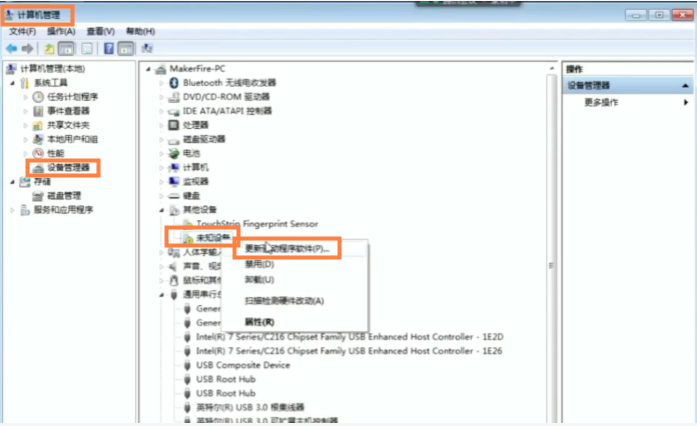 计算机管理
文件(F) 操作(A) 查看(V) 帮助(H)
计算机管理(本地)
系统工具
任务计划程序
事件查看器
共享文件夹
本地用户和组
性能
设备管理器
存储
磁盘管理
服务和应用程序
MakerFire-PC
Bluetooth 无线电收发器
DVD/CD-ROM 驱动器
IDE ATA/ATAPI 控制器
处理器
磁盘驱动器
电池
计算机
监视器
键盘
其他设备
TouchStrip Fingerprint Sensor
未知设备
人体学输入
声音、视频
鼠标和其他
通用串行总
Gener
Gener
Intel(R) 7 Series/C216 Chipset Family USB Enhanced Host Controller - 1E2D
Intel(R) 7 Series/C216 Chipset Family USB Enhanced Host Controller - 1E26
USB Composite Device
USB Root Hub
USB Root Hub
英特尔(R) USB 3.0 根集线器
英特尔(R) USB 3.0 可扩展主机控制器
更新驱动程序软件(P)...
禁用(D)
卸载(U)
扫描检测硬件改动(A)
属性(R)
操作
设备管理器
更多操作